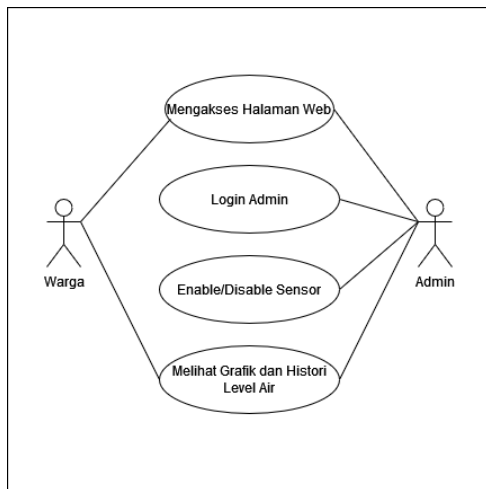 Mengakses Halaman Web
Login Admin
Warga
Admin
Enable/Disable Sensor
Melihat Grafik dan Histori
Level Air